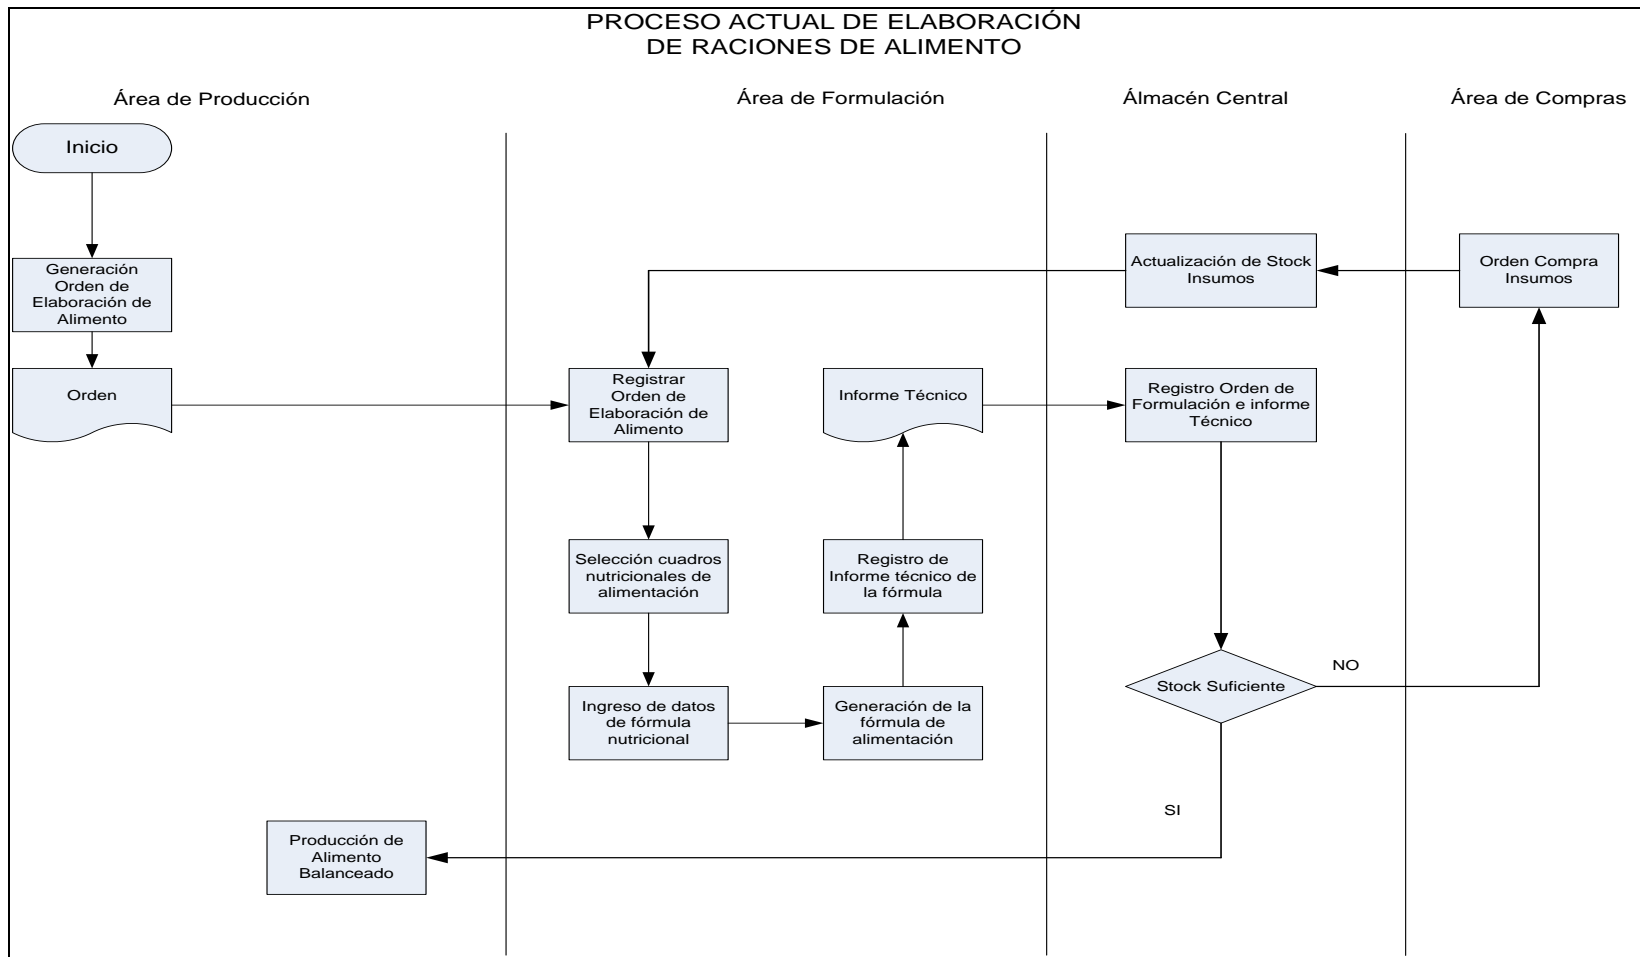 PROCESO ACTUAL DE ELABORACIÓN
DE RACIONES DE ALIMENTO
Área de Producción
Área de Formulación
Álmacén Central
Área de Compras
Inicio
Generación
Orden de
Elaboración de
Alimento
Actualización de Stock
Insumos
Orden Compra
Insumos
Orden
Registrar
Orden de
Elaboración de
Alimento
Informe Técnico
Registro Orden de
Formulación e informe
Técnico
Selección cuadros
nutricionales de
alimentación
Registro de
Informe técnico de
la fórmula
Ingreso de datos
de fórmula
nutricional
Generación de la
fórmula de
alimentación
Stock Suficiente
NO
SI
Producción de
Alimento
Balanceado